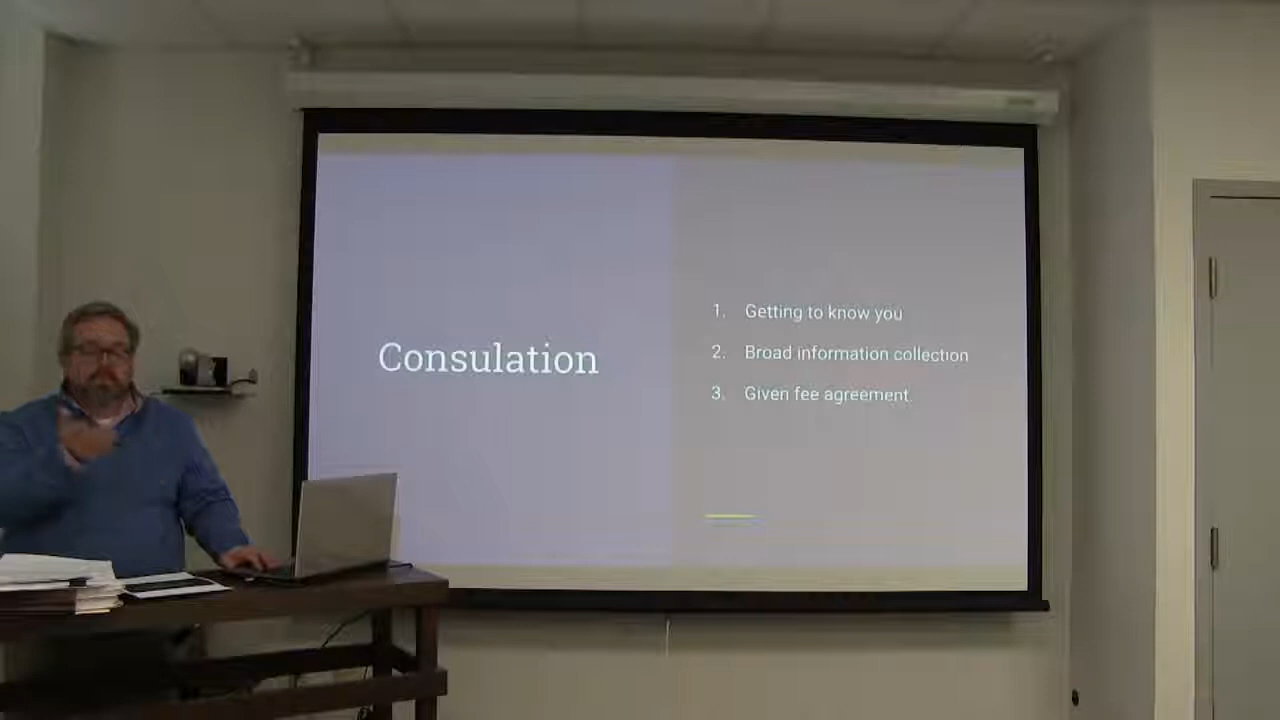 Consulation
1. Getting to know you
2. Broad information collection
3. Given fee agreement